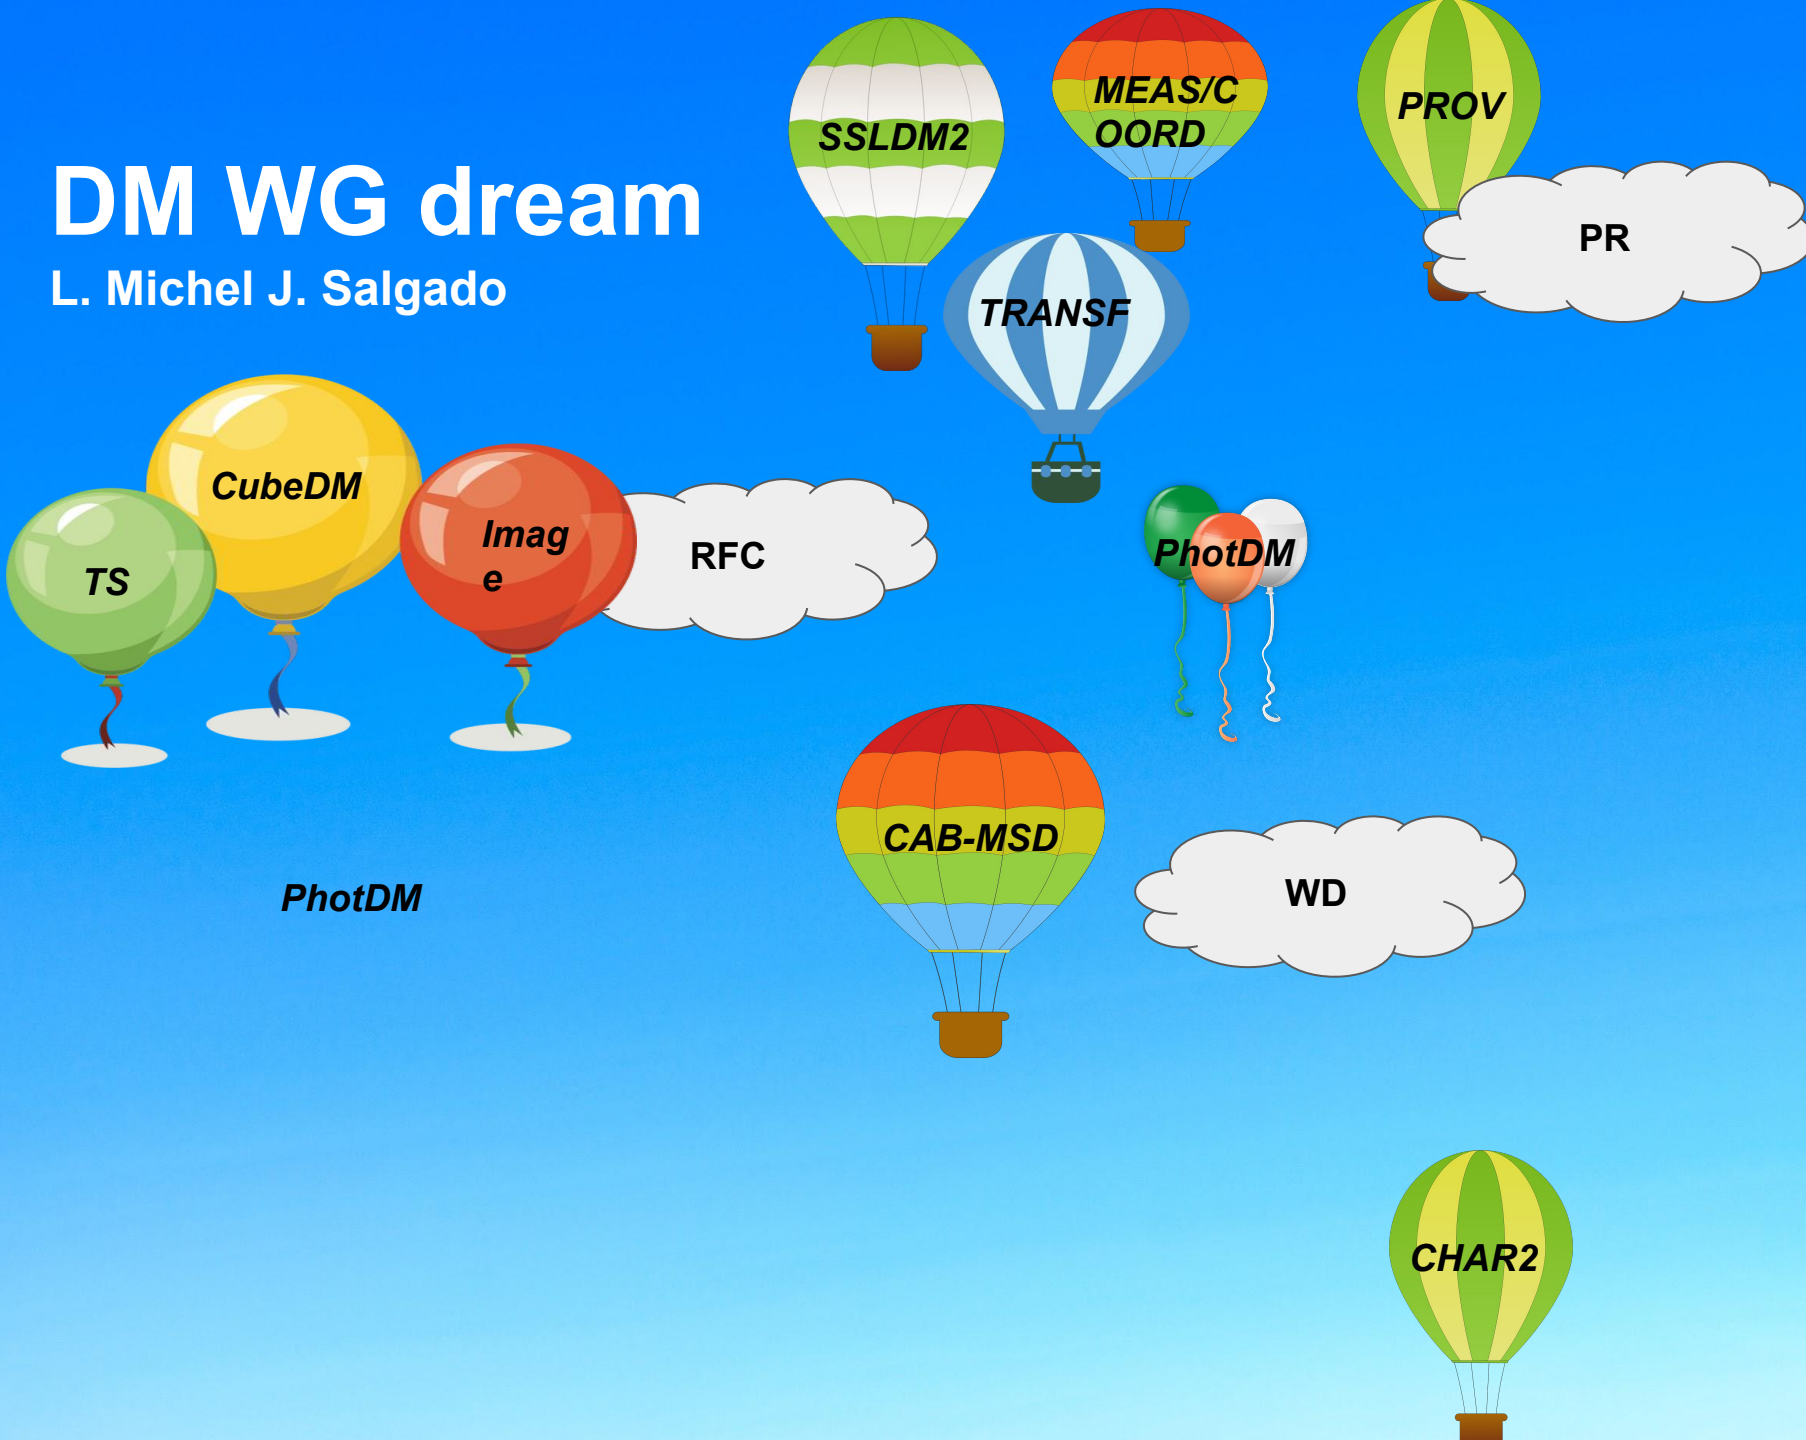 DM WG dream
L. Michel J. Salgado
SSLDM2
MEAS/C
OORD
PROV
PR
TRANSF
CubeDM
TS
Imag
e
RFC
PhotDM
CAB-MSD
WD
PhotDM
CHAR2